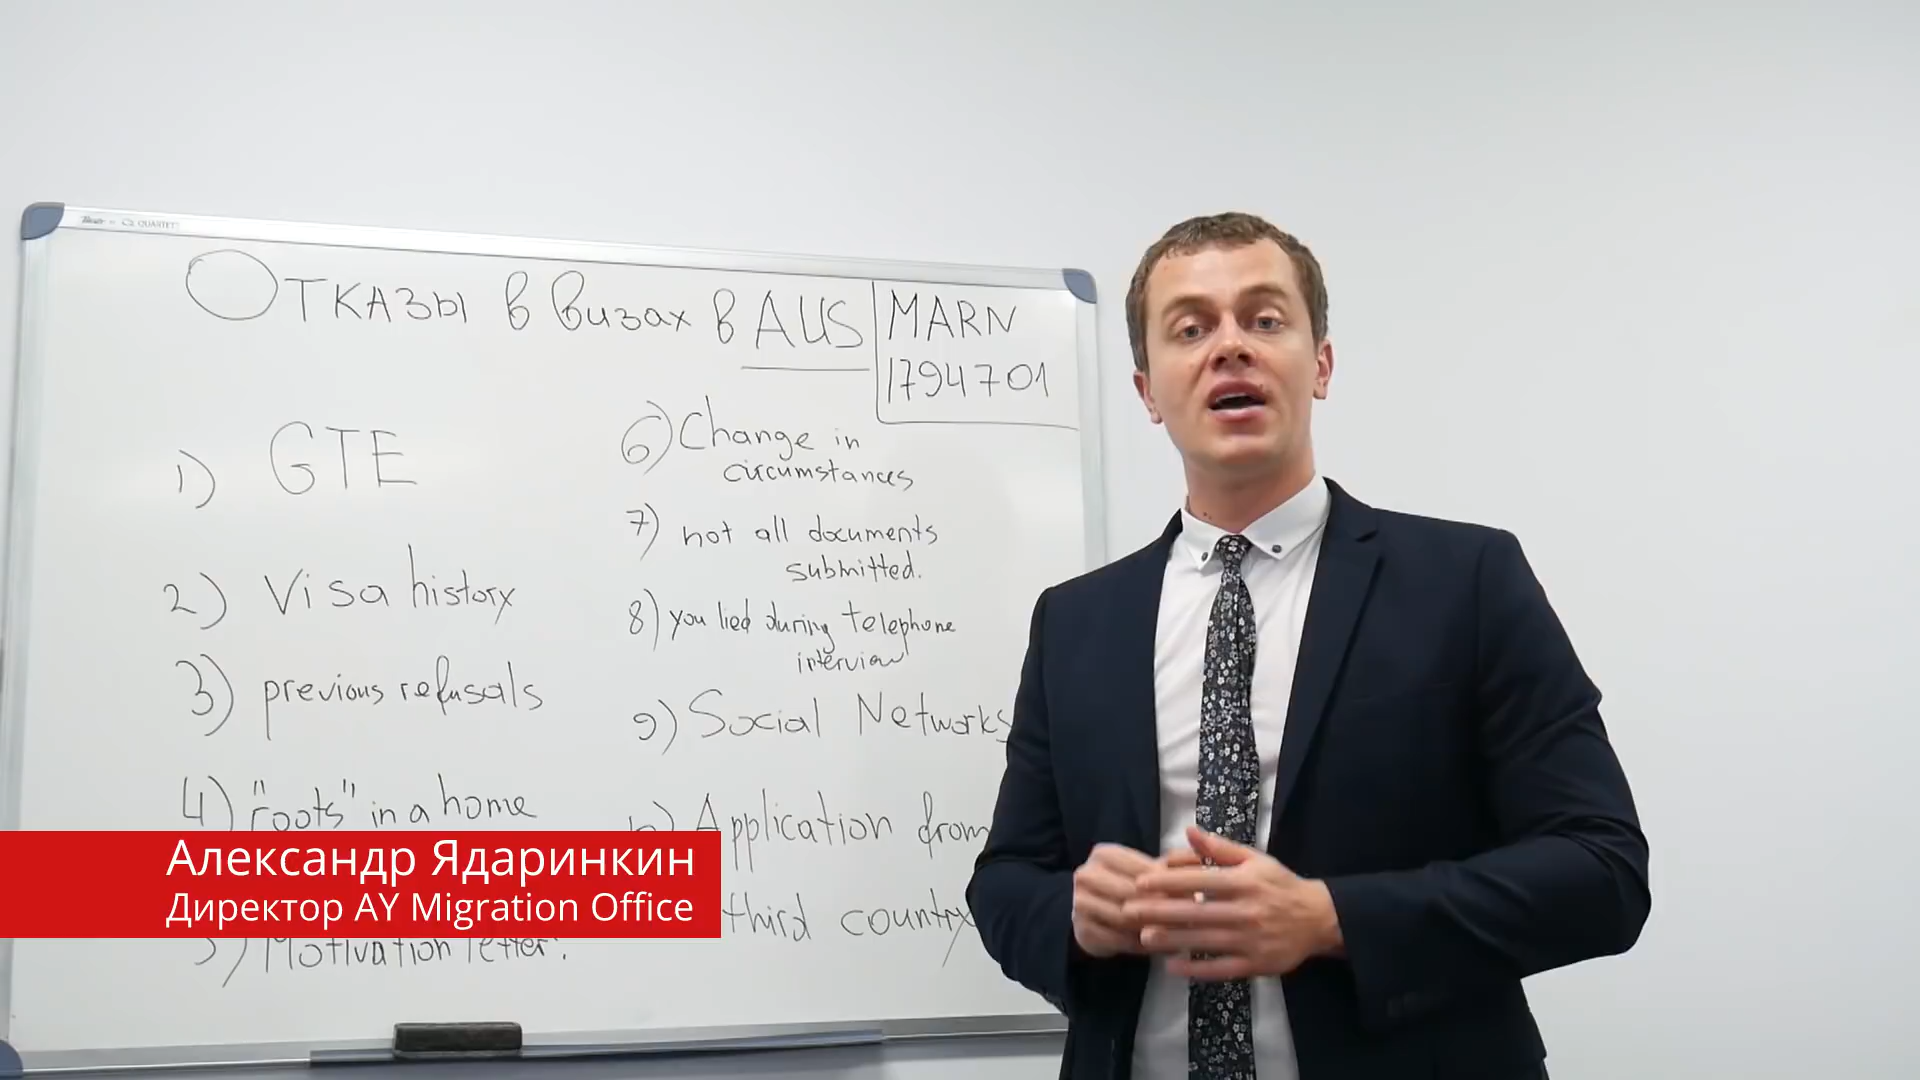 QUARTET
Отказы в визах в AUS
MARN
1794701
1) GTE
2) Visa history
3) previous refusals
4) "roots" in a home
5) Motivation letter.
6) Change in
circumstances
7) not all documents
submitted.
8) you lied during telephone
interview
9) Social Networks
Application from
third country
Александр Ядаринкин
Директор AY Migration Office